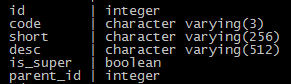 id | integer
code | character varying(3)
short | character varying(256)
desc | character varying(512)
is_super | boolean
parent_id | integer